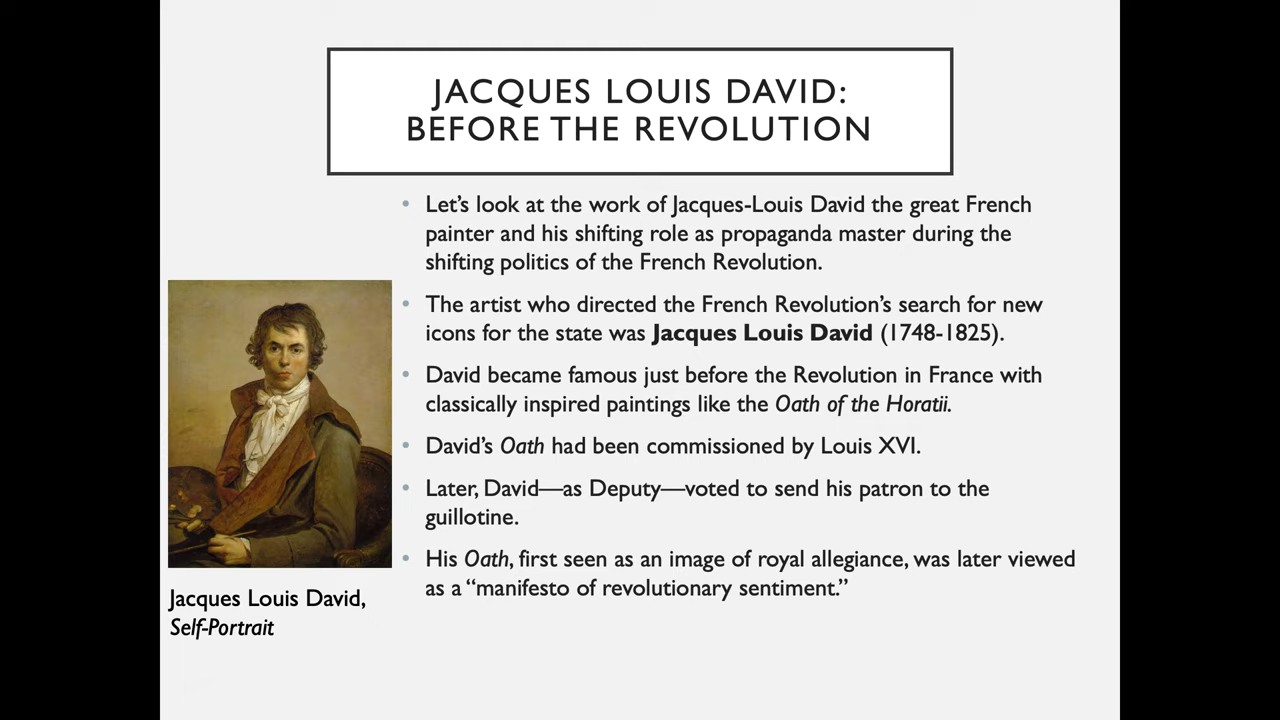 JACQUES LOUIS DAVID:
BEFORE THE REVOLUTION
• Let’s look at the work of Jacques-Louis David the great French
painter and his shifting role as propaganda master during the
shifting politics of the French Revolution.
• The artist who directed the French Revolution’s search for new
icons for the state was Jacques Louis David (1748-1825).
• David became famous just before the Revolution in France with
classically inspired paintings like the Oath of the Horatii.
• David’s Oath had been commissioned by Louis XVI.
• Later, David—as Deputy—voted to send his patron to the
guillotine.
• His Oath, first seen as an image of royal allegiance, was later viewed
as a “manifesto of revolutionary sentiment.”
Jacques Louis David,
Self-Portrait